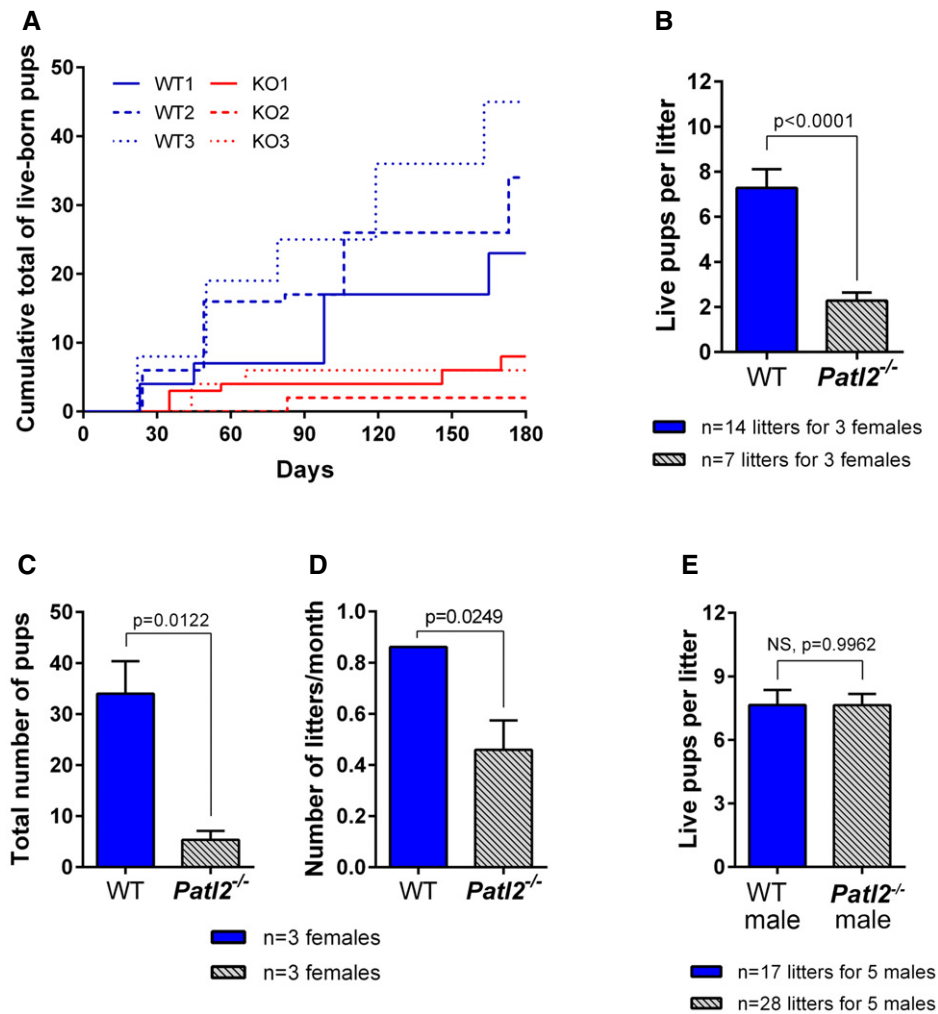 A
Cumulative total of live-born pups
50
40
30
20
10
0
WT1
WT2
WT3
KO1
KO2
KO3
0 30 60 90 120 150 180
Days
B
Live pups per litter
12
10
8
6
4
2
0
p<0.0001
WT Patl2-/-
n=14 litters for 3 females
n=7 litters for 3 females
C
Total number of pups
50
40
30
20
10
0
p=0.0122
WT Patl2-/-
D
Number of litters/month
1.0
0.8
0.6
0.4
0.2
0.0
p=0.0249
WT Patl2-/-
n=3 females
n=3 females
E
Live pups per litter
12
9
6
3
0
NS, p=0.9962
WT male
Patl2-/- male
n=17 litters for 5 males
n=28 litters for 5 males